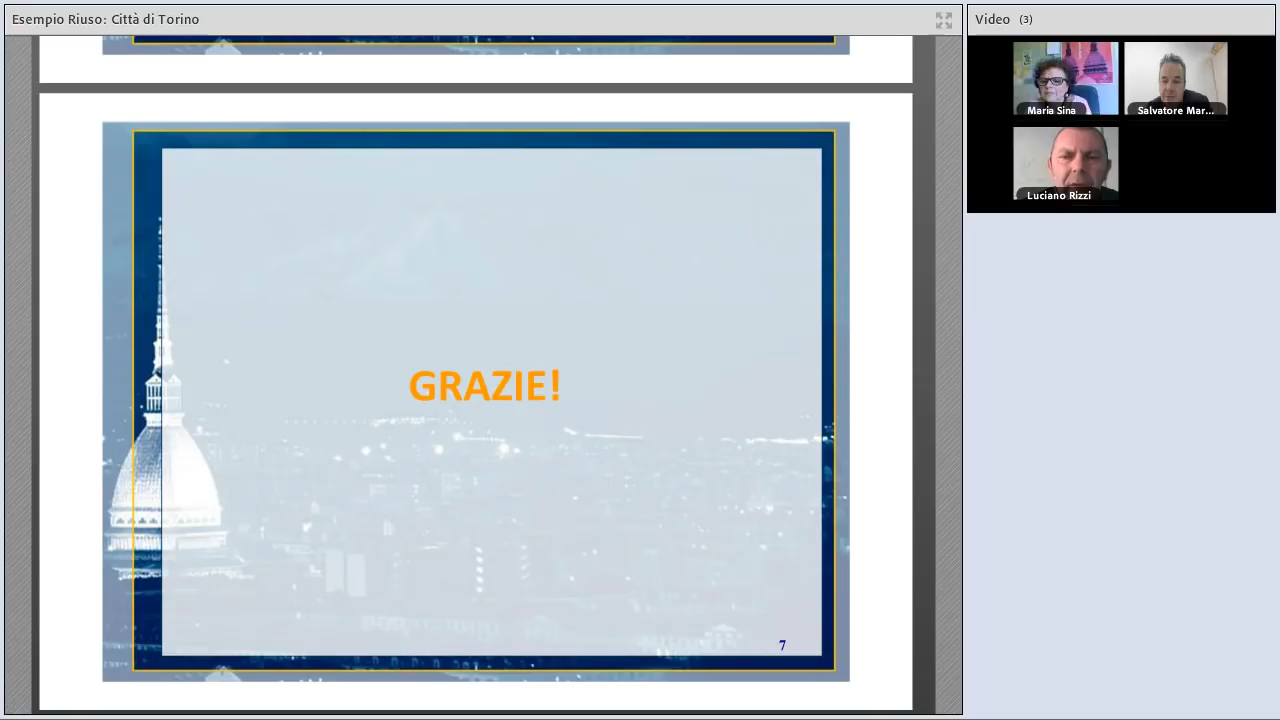 Esempio Riuso: Città di Torino
Video (3)
Maria Sina
Salvatore Mar...
Luciano Rizzi
GRAZIE!
7